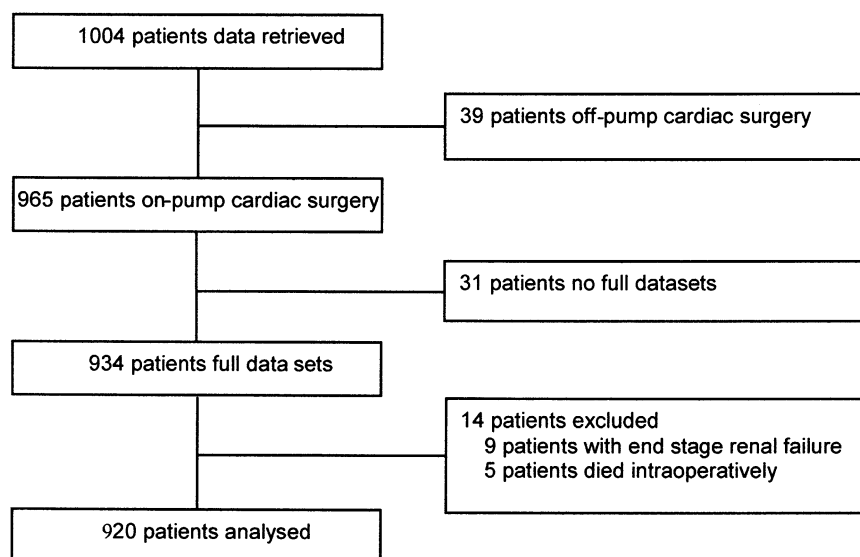 1004 patients data retrieved
39 patients off-pump cardiac surgery
965 patients on-pump cardiac surgery
31 patients no full datasets
934 patients full data sets
14 patients excluded
9 patients with end stage renal failure
5 patients died intraoperatively
920 patients analysed